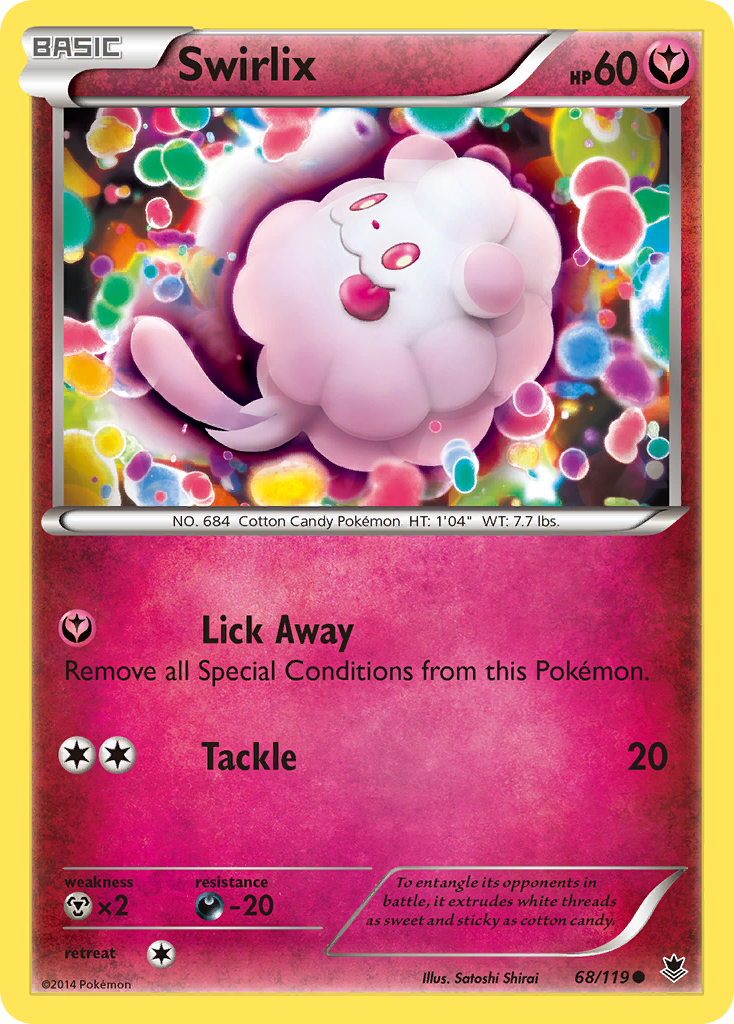 BASIC
Swirlix
HP60
NO. 684 Cotton Candy Pokémon HT: 1'04" WT: 7.7 lbs.
Lick Away
Remove all Special Conditions from this Pokémon.
Tackle 20
weakness resistance
×2 -20
To entangle its opponents in
battle, it extrudes white threads
as sweet and sticky as cotton candy.
retreat
©2014 Pokémon
Illus. Satoshi Shirai
68/119